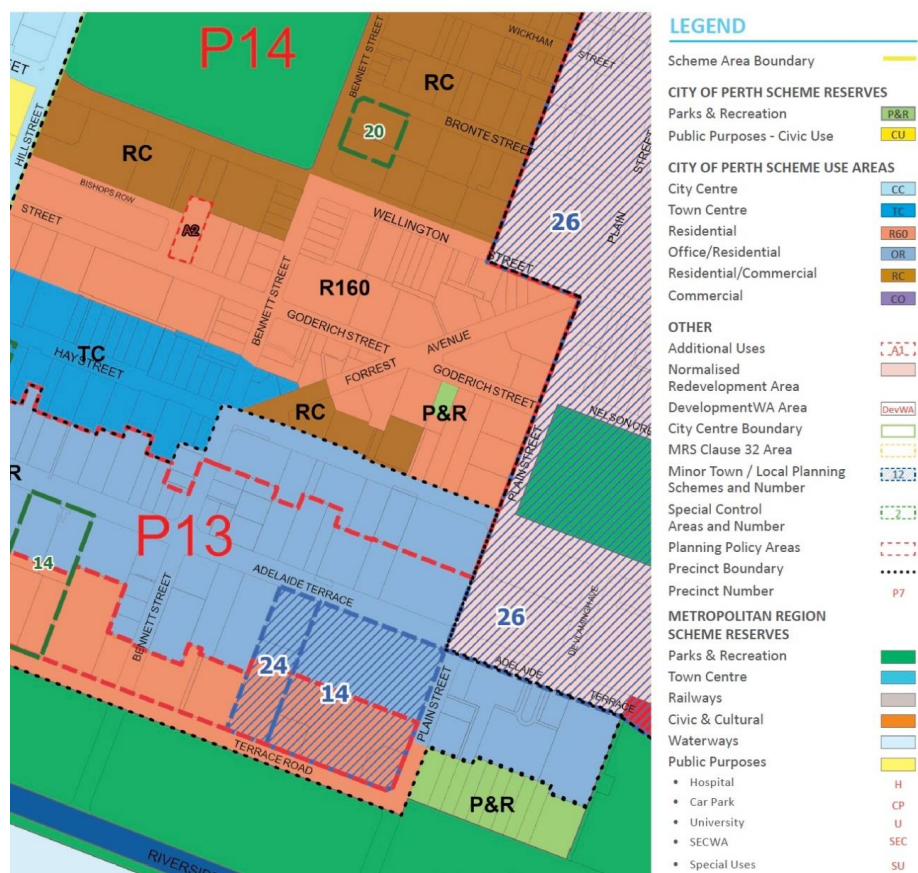 P14
WICKHAM
STREET
BENNETT STREET
RC
20
BRONTE STREET
STREET
PLAIN
HILL STREET
RC
BISHOPS ROW
A2
STREET
WELLINGTON
STREET
26
R160
BENNETT STREET
GODERICH STREET
AVENUE
FORREST
GODERICH STREET
TC
HAY STREET
RC
P&R
PLAIN STREET
P13
14
BENNETT STREET
ADELAIDE TERRACE
24
14
PLAIN STREET
26
ADELAIDE
TERRACE
TERRACE ROAD
P&R
LEGEND
Scheme Area Boundary
CITY OF PERTH SCHEME RESERVES
Parks & Recreation P&R
Public Purposes - Civic Use CU
CITY OF PERTH SCHEME USE AREAS
City Centre CC
Town Centre TC
Residential R60
Office/Residential OR
Residential/Commercial RC
Commercial CO
OTHER
Additional Uses A1
Normalised
Redevelopment Area
DevelopmentWA Area DevWA
City Centre Boundary
MRS Clause 32 Area
Minor Town / Local Planning
Schemes and Number 12
Special Control
Areas and Number 2
Planning Policy Areas
Precinct Boundary
Precinct Number P7
METROPOLITAN REGION
SCHEME RESERVES
Parks & Recreation
Town Centre
Railways
Civic & Cultural
Waterways
Public Purposes
• Hospital H
• Car Park CP
• University U
• SECWA SEC
• Special Uses SU